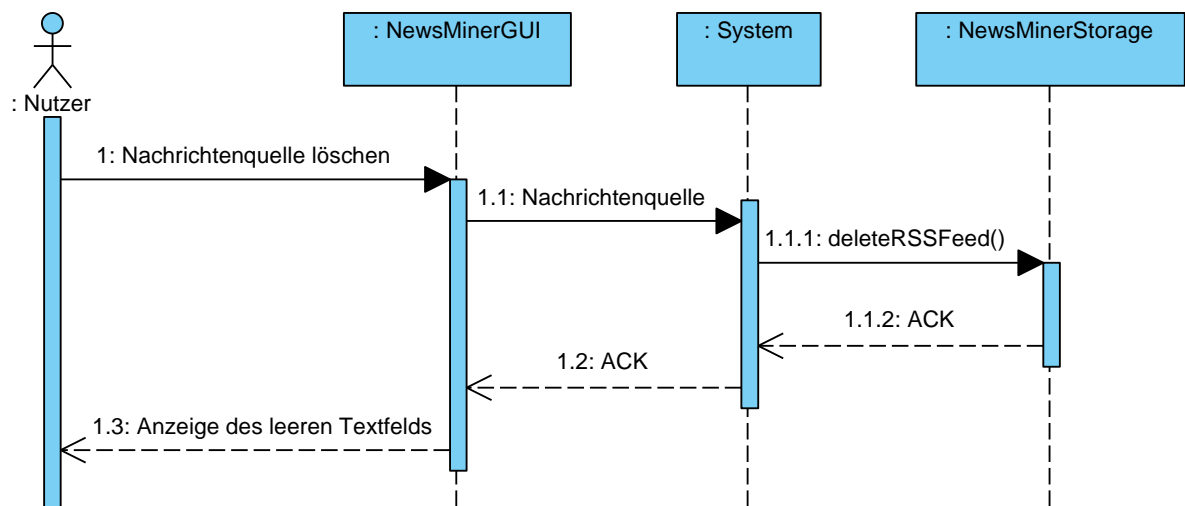 : NewsMinerGUI
: System
: NewsMinerStorage
: Nutzer
1: Nachrichtenquelle löschen
1.1: Nachrichtenquelle
1.1.1: deleteRSSFeed()
1.1.2: ACK
1.2: ACK
1.3: Anzeige des leeren Textfelds